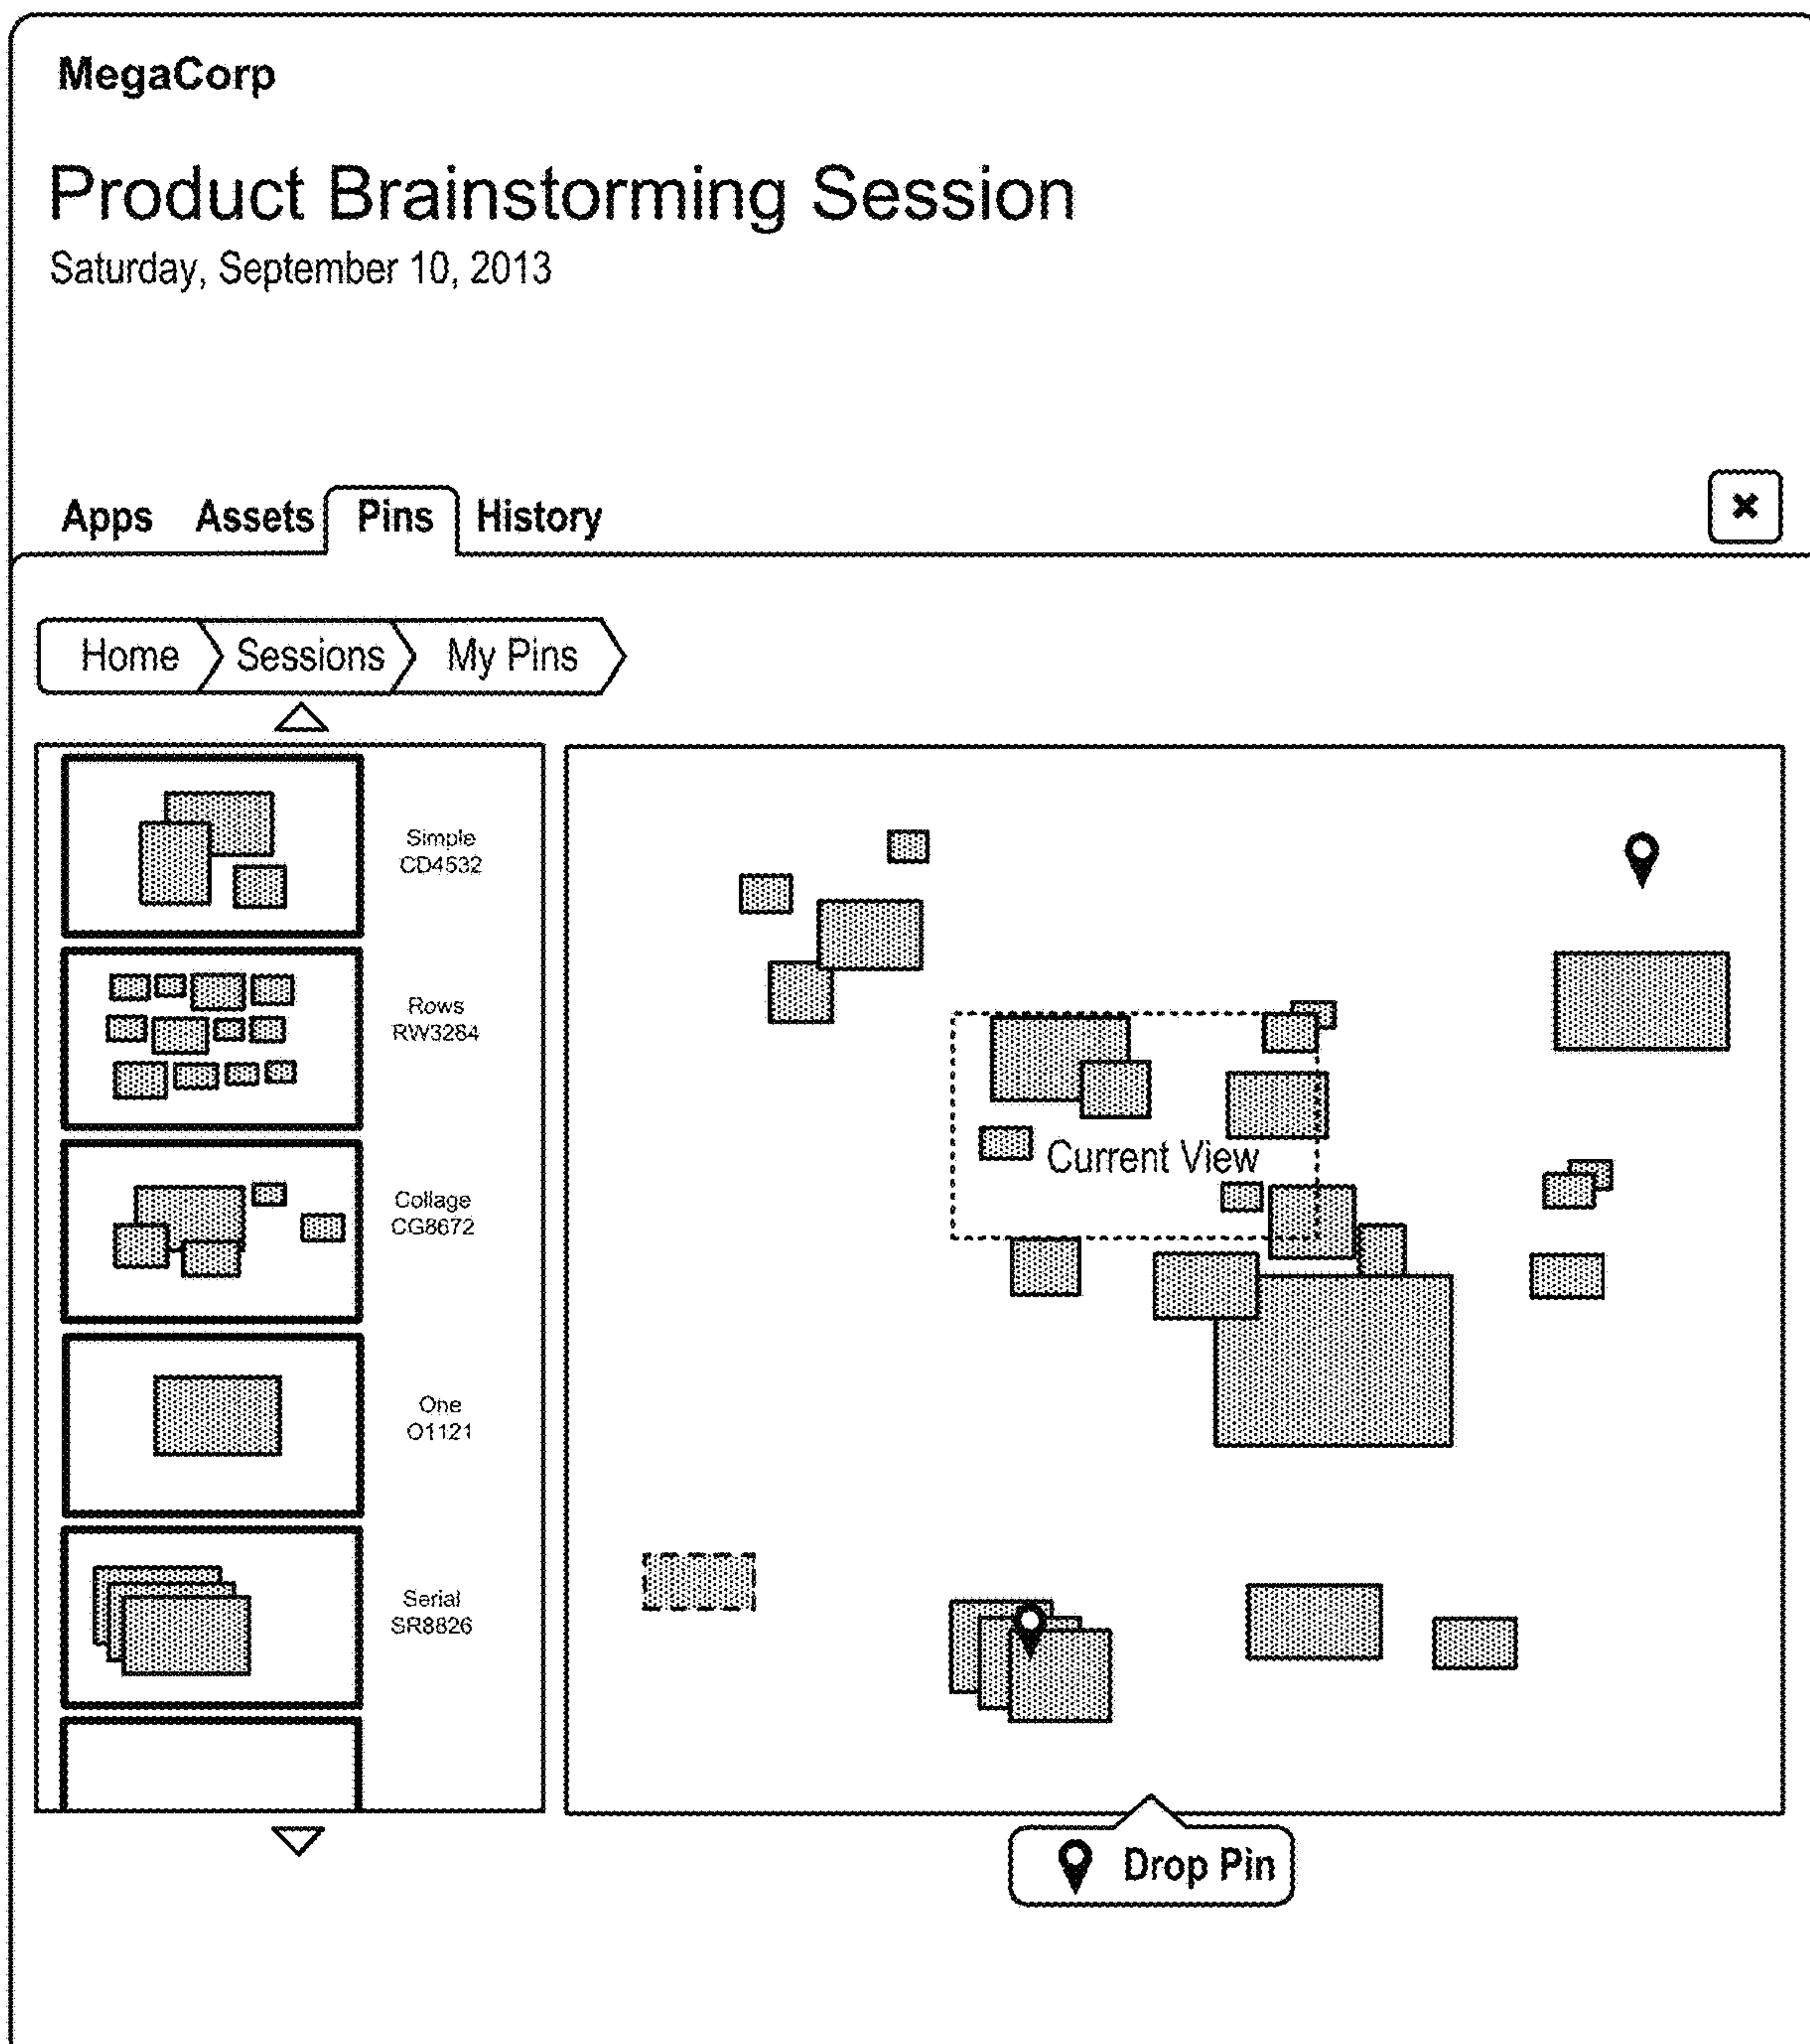 MegaCorp
Product Brainstorming Session
Saturday, September 10, 2013
Apps Assets Pins History
Home Sessions My Pins
Simple
CD4532
Rows
RW3284
Collage
CG8672
One
O1121
Serial
SR8826
Current View
Drop Pin